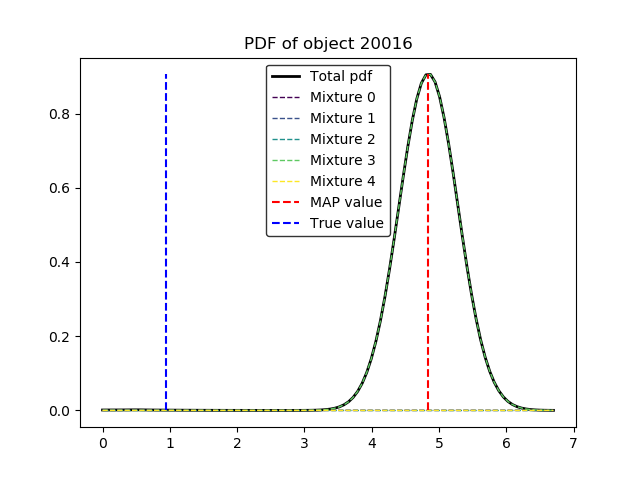 PDF of object 20016
Total pdf
Mixture 0
Mixture 1
Mixture 2
Mixture 3
Mixture 4
MAP value
True value
0.8
0.6
0.4
0.2
0.0
0 1 2 3 4 5 6 7